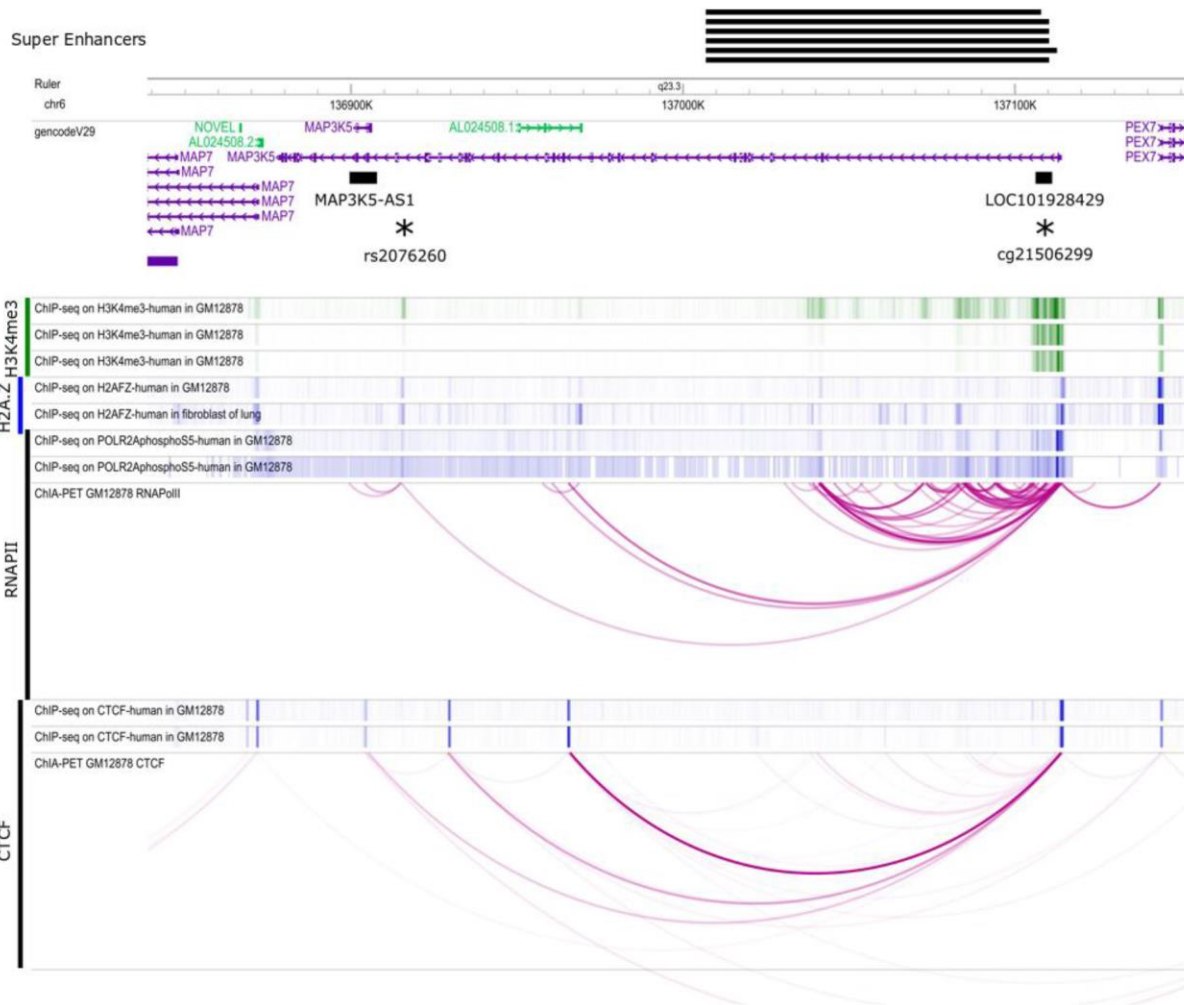 Super Enhancers
Ruler
q23.3
chr6
136900K
137000K
137100K
gencodeV29
NOVEL
MAP3K5
AL024508.1
PEX7
AL024508.2
PEX7
MAP7
MAP3K5
PEX7
MAP7
MAP7
MAP7
MAP7
MAP7
MAP3K5-AS1
LOC101928429
*
*
rs2076260
cg21506299
H3K4me3
ChIP-seq on H3K4me3-human in GM12878
ChIP-seq on H3K4me3-human in GM12878
ChIP-seq on H3K4me3-human in GM12878
H2A.Z
ChIP-seq on H2AFZ-human in GM12878
ChIP-seq on H2AFZ-human in fibroblast of lung
RNAPII
ChIP-seq on POLR2AphosphoS5-human in GM12878
ChIP-seq on POLR2AphosphoS5-human in GM12878
ChIA-PET GM12878 RNAPolII
CTCF
ChIP-seq on CTCF-human in GM12878
ChIP-seq on CTCF-human in GM12878
ChIA-PET GM12878 CTCF